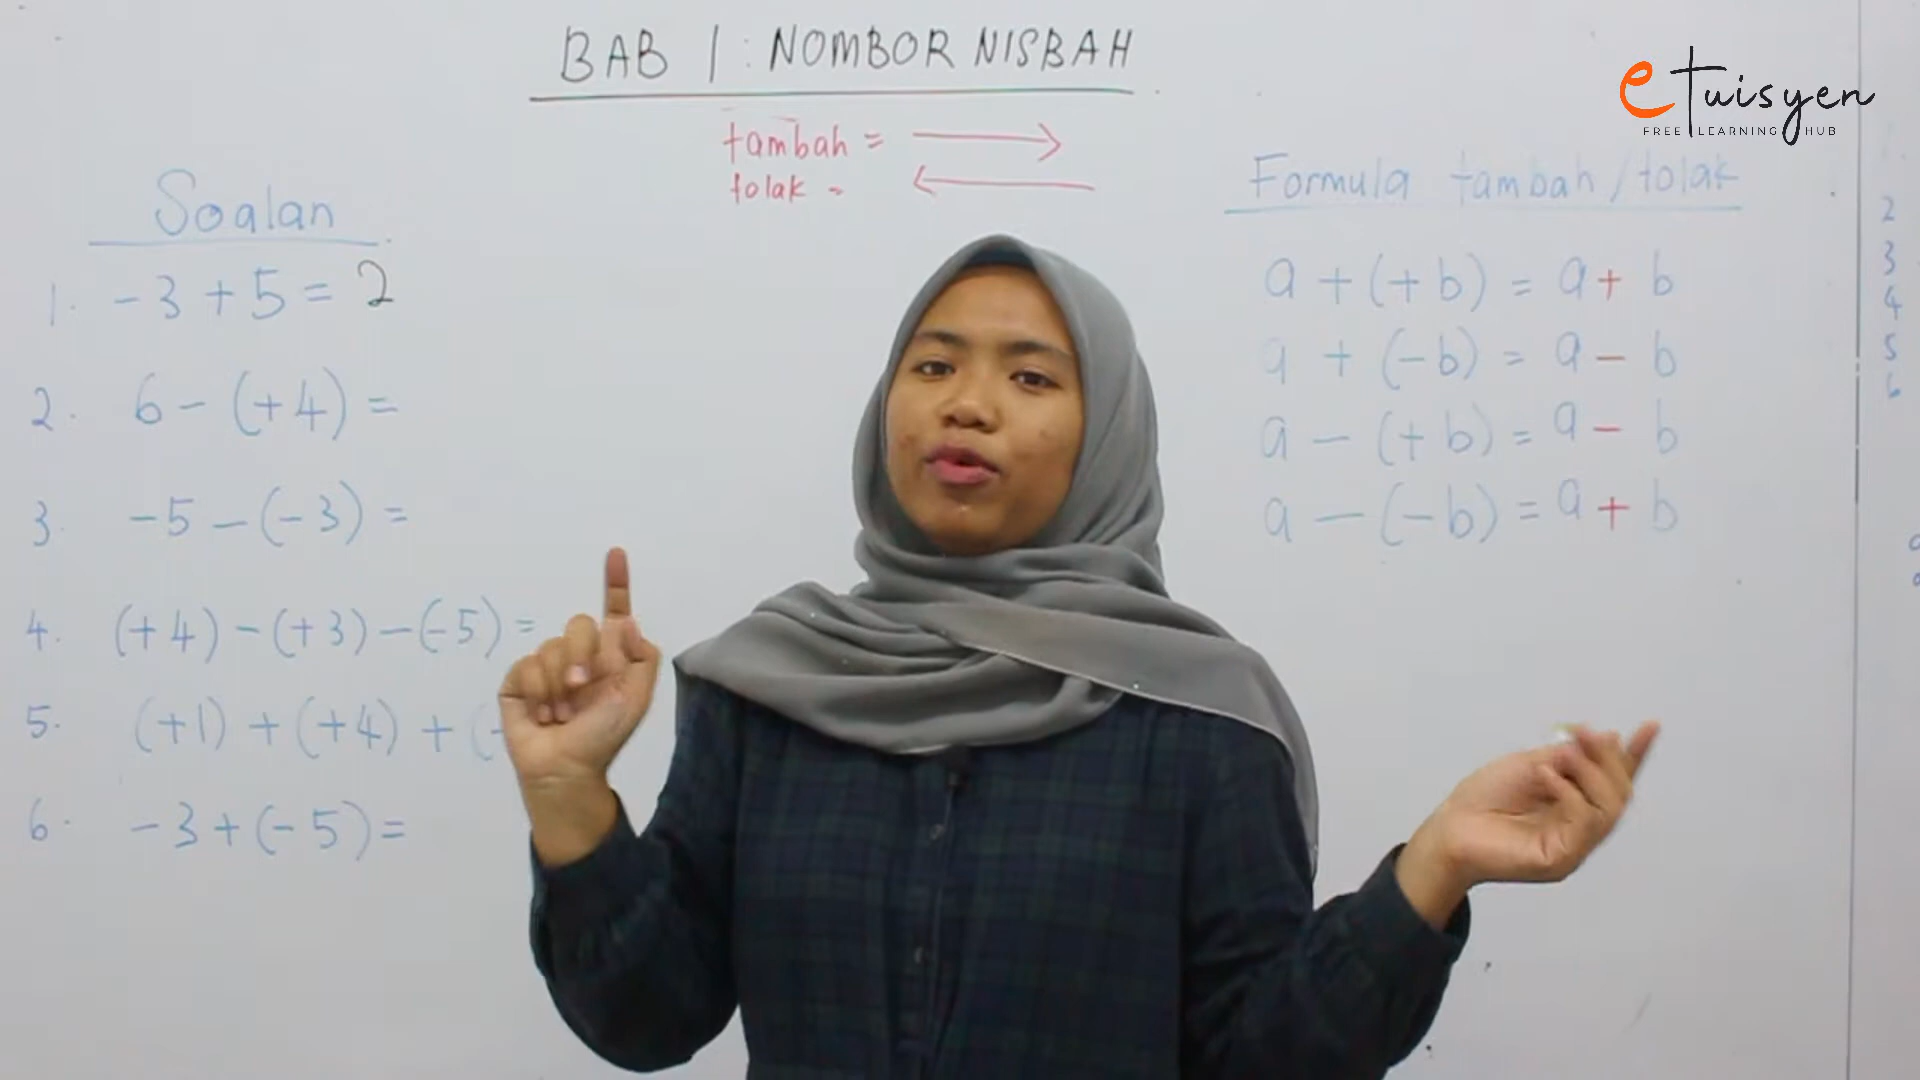 BAB 1 : NOMBOR NISBAH
tambah = →
tolak = ←
eTuisyen
FREE LEARNING HUB
Soalan
1. -3 + 5 = 2
2. 6 - (+4) =
3. -5 - (-3) =
4. (+4) - (+3) - (-5) =
5. (+1) + (+4) + (-
6. -3 + (-5) =
Formula tambah / tolak
a + (+b) = a + b
a + (-b) = a - b
a - (+b) = a - b
a - (-b) = a + b
2
3
4
5
6